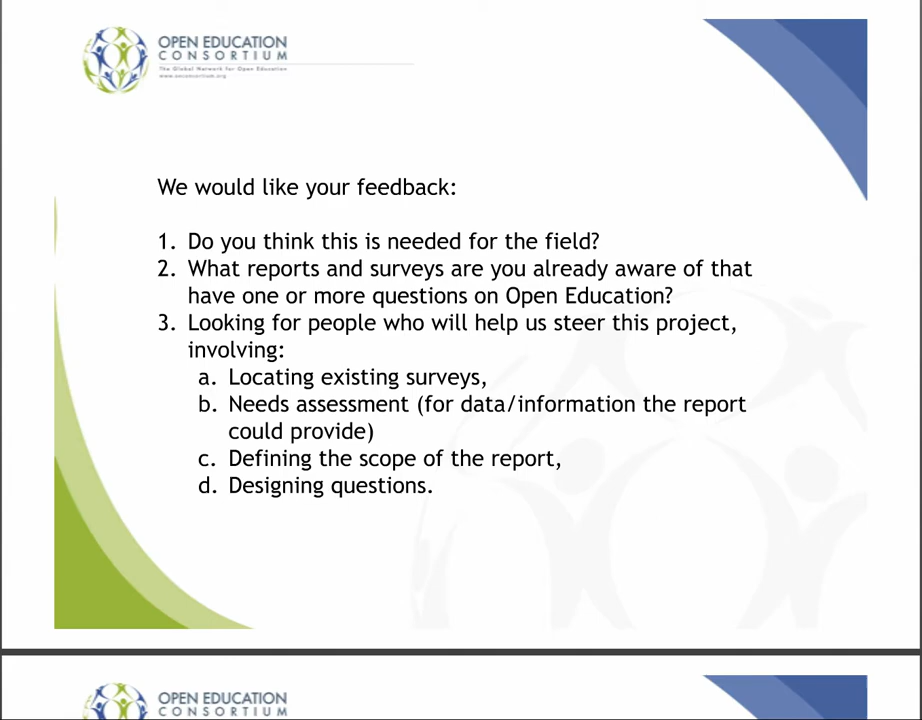 OPEN EDUCATION
CONSORTIUM
The Global Network for Open Education
www.oeconsortium.org
We would like your feedback:
1. Do you think this is needed for the field?
2. What reports and surveys are you already aware of that
have one or more questions on Open Education?
3. Looking for people who will help us steer this project,
involving:
a. Locating existing surveys,
b. Needs assessment (for data/information the report
could provide)
c. Defining the scope of the report,
d. Designing questions.
OPEN EDUCATION
CONSORTIUM